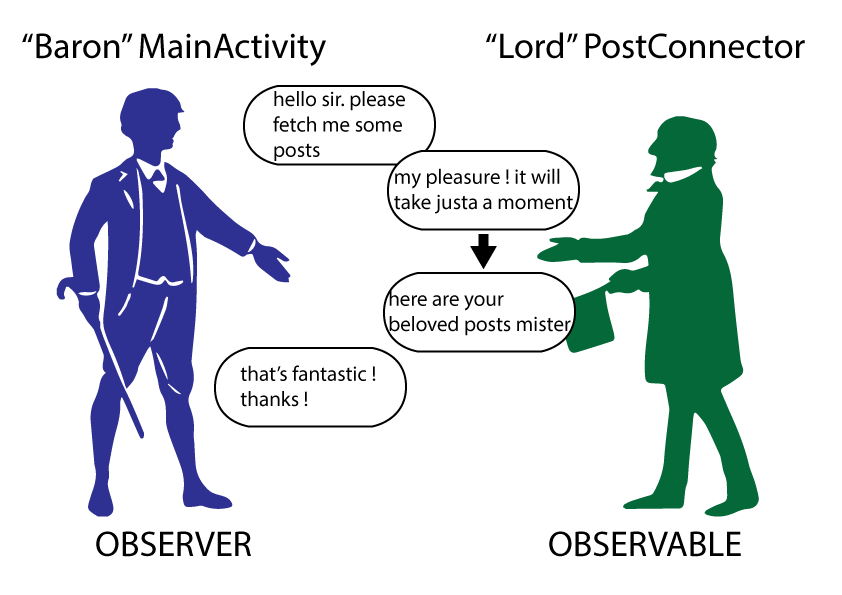 “Baron” MainActivity
“Lord” PostConnector
hello sir. please
fetch me some
posts
my pleasure ! it will
take justa a moment
here are your
beloved posts mister
that’s fantastic !
thanks !
OBSERVER
OBSERVABLE